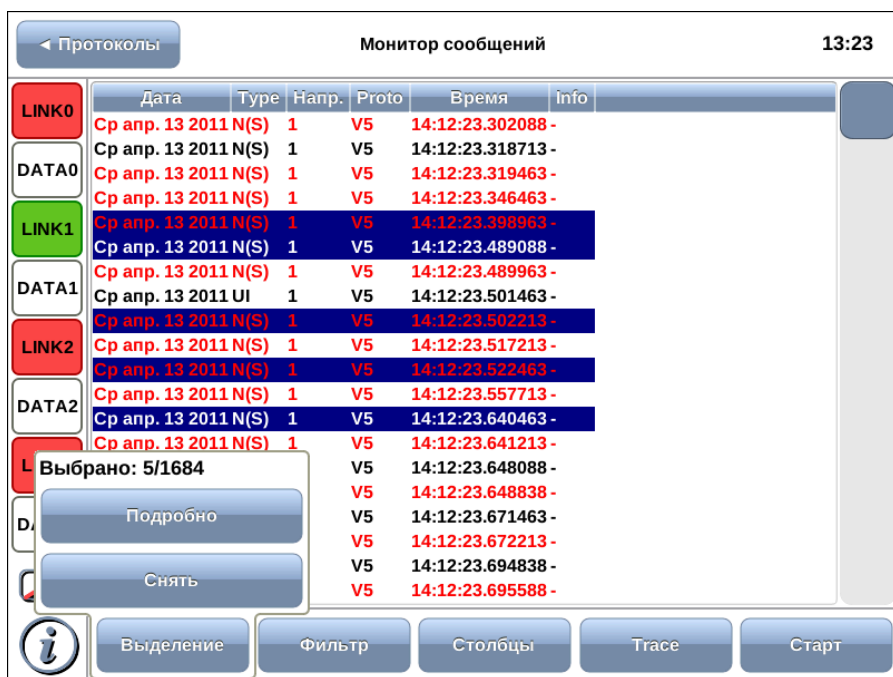 ◄ Протоколы
Монитор сообщений
13:23
Дата Type Напр. Proto Время Info
LINK0
DATA0
LINK1
DATA1
LINK2
DATA2
Ср апр. 13 2011 N(S) 1 V5 14:12:23.302088 -
Ср апр. 13 2011 N(S) 1 V5 14:12:23.318713 -
Ср апр. 13 2011 N(S) 1 V5 14:12:23.319463 -
Ср апр. 13 2011 N(S) 1 V5 14:12:23.346463 -
Ср апр. 13 2011 N(S) 1 V5 14:12:23.398963 -
Ср апр. 13 2011 N(S) 1 V5 14:12:23.489088 -
Ср апр. 13 2011 N(S) 1 V5 14:12:23.489963 -
Ср апр. 13 2011 UI 1 V5 14:12:23.501463 -
Ср апр. 13 2011 N(S) 1 V5 14:12:23.502213 -
Ср апр. 13 2011 N(S) 1 V5 14:12:23.517213 -
Ср апр. 13 2011 N(S) 1 V5 14:12:23.522463 -
Ср апр. 13 2011 N(S) 1 V5 14:12:23.557713 -
Ср апр. 13 2011 N(S) 1 V5 14:12:23.640463 -
Ср апр. 13 2011 N(S) 1 V5 14:12:23.641213 -
V5 14:12:23.648088 -
V5 14:12:23.648838 -
V5 14:12:23.671463 -
V5 14:12:23.672213 -
V5 14:12:23.694838 -
V5 14:12:23.695588 -
Выбрано: 5/1684
Подробно
Снять
i
Выделение
Фильтр
Столбцы
Trace
Старт